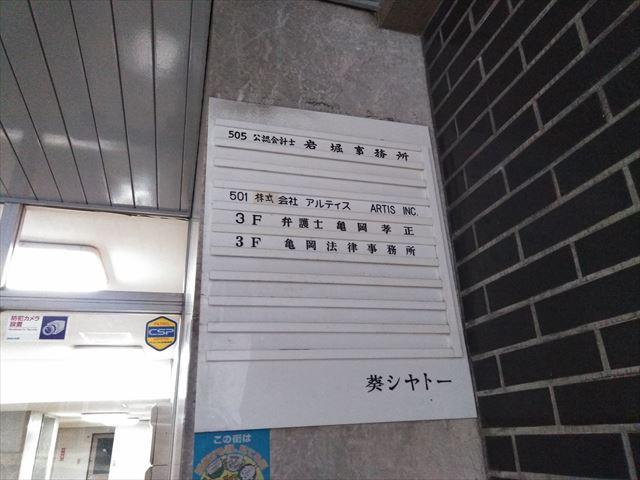 505 公認会計士 岩堀事務所
501 株式会社 アルティス ARTIS INC.
3F 弁護士亀岡孝正
3F 亀岡法律事務所
葵シャトー
防犯カメラ
設置
CSP
この街は